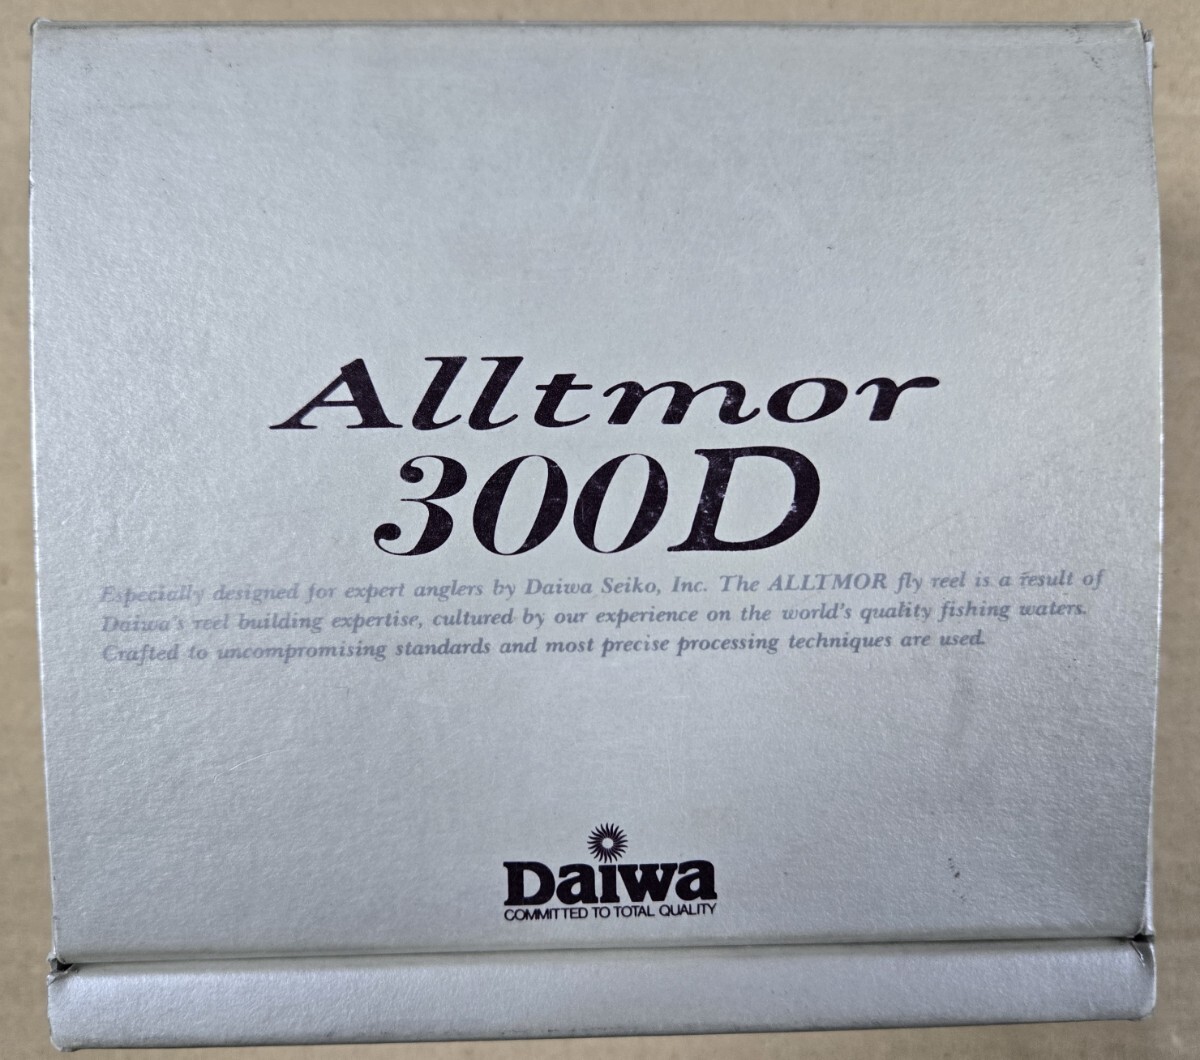 Alltmor
300D
Especially designed for expert anglers by Daiwa Seiko, Inc. The ALLTMOR fly reel is a result of
Daiwa's reel building expertise, cultured by our experience on the world's quality fishing waters.
Crafted to uncompromising standards and most precise processing techniques are used.
Daiwa
COMMITTED TO TOTAL QUALITY